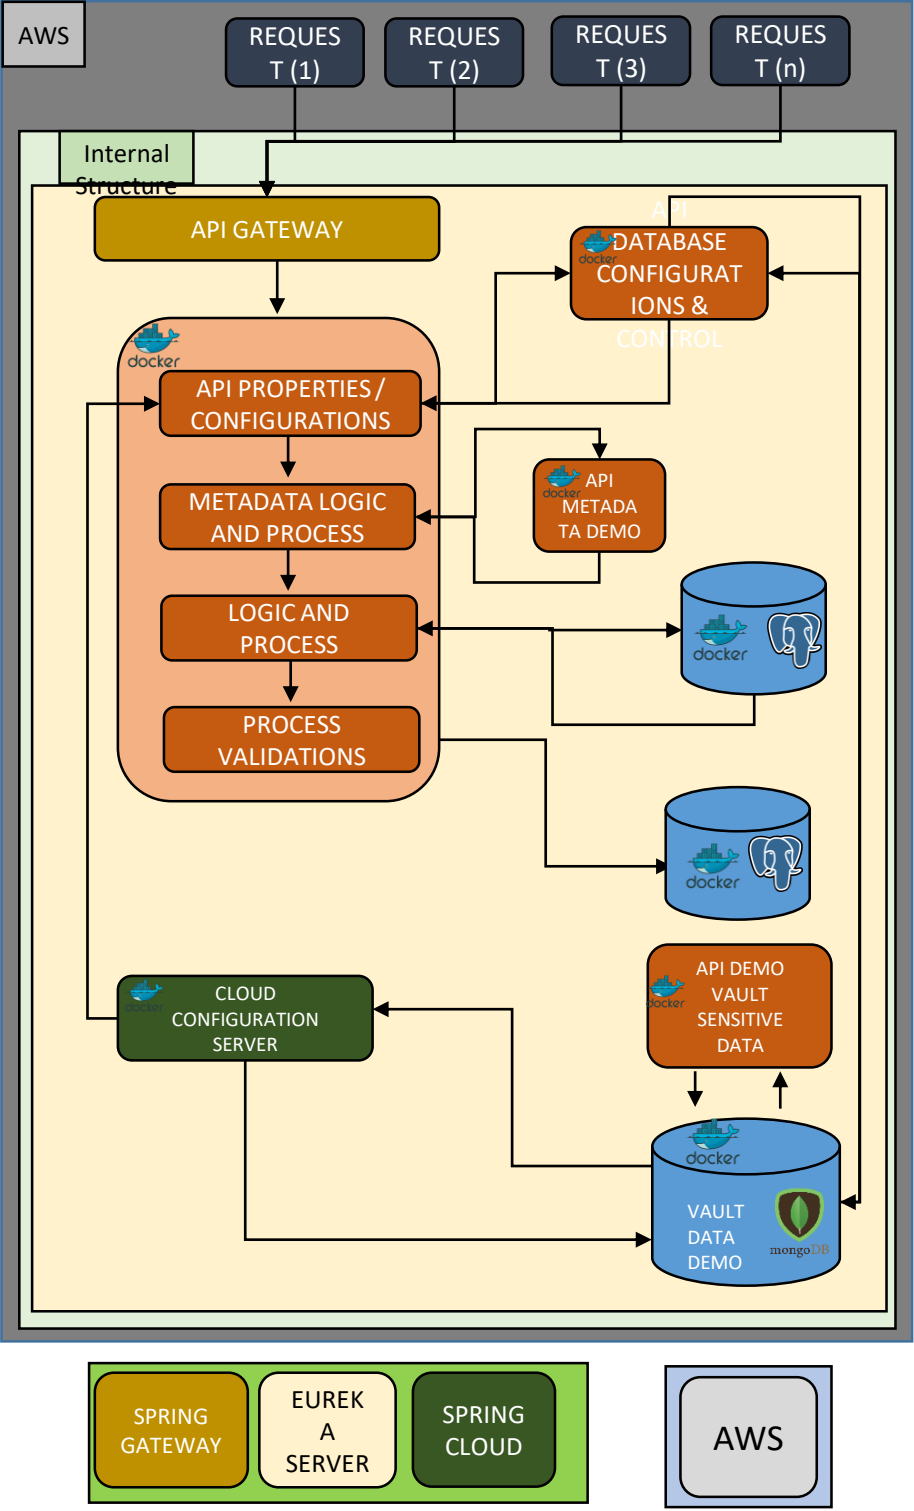 AWS
REQUES
T (1)
REQUES
T (2)
REQUES
T (3)
REQUES
T (n)
Internal
Structure
API GATEWAY
API
DATABASE
CONFIGURAT
IONS &
CONTROL
docker
docker
API PROPERTIES /
CONFIGURATIONS
METADATA LOGIC
AND PROCESS
docker
API
METADA
TA DEMO
LOGIC AND
PROCESS
docker
PROCESS
VALIDATIONS
docker
docker
CLOUD
CONFIGURATION
SERVER
docker
API DEMO
VAULT
SENSITIVE
DATA
docker
VAULT
DATA
DEMO
mongoDB
SPRING
GATEWAY
EUREK
A
SERVER
SPRING
CLOUD
AWS